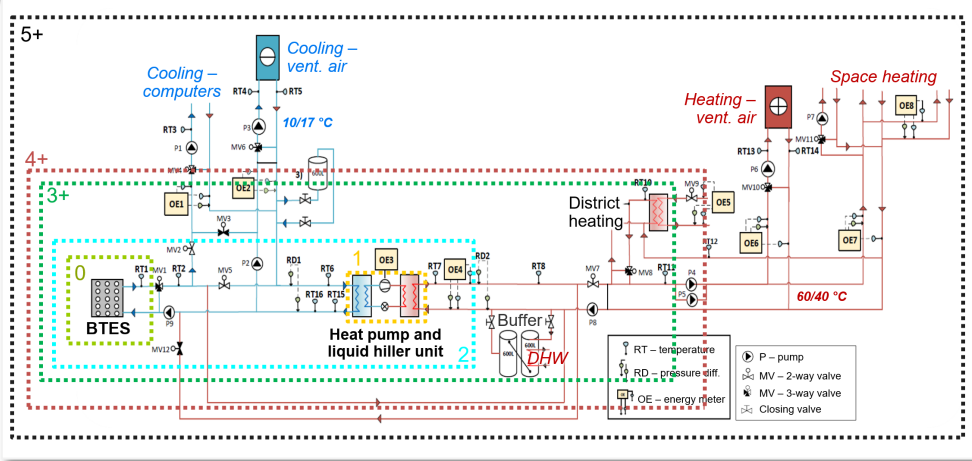 5+
Cooling –
vent. air
Cooling –
computers
RT4
RT5
10/17 °C
P3
MV6
RT3
P1
3)
600L
OE1
OE2
Space heating
Heating –
vent. air
OE8
P7
MV11
RT13
RT14
P6
MV10
4+
3+
District
heating
RT10
MV9
OE5
RT12
OE6
OE7
MV3
MV2
P2
0
RT1
MV1
RT2
MV5
BTES
P9
MV12
RD1
RT6
RT16
RT15
1
OE3
RT7
OE4
RD2
RT8
MV7
MV8
RT11
P4
P5
P8
60/40 °C
Heat pump and
liquid hiller unit
2
Buffer
600L
600L
DHW
RT – temperature
RD – pressure diff.
OE – energy meter
P – pump
MV – 2-way valve
MV – 3-way valve
Closing valve